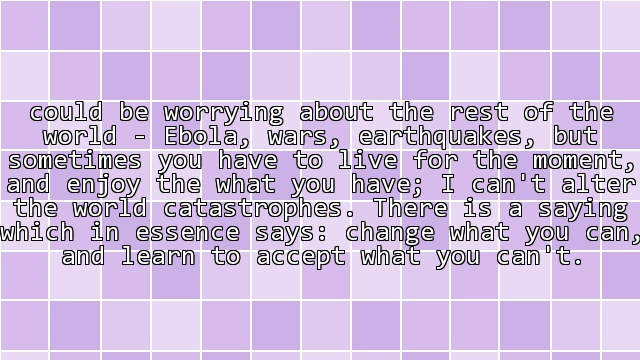 could be worrying about the rest of the
world - Ebola, wars, earthquakes, but
sometimes you have to live for the moment,
and enjoy the what you have; I can't alter
the world catastrophes. There is a saying
which in essence says: change what you can,
and learn to accept what you can't.